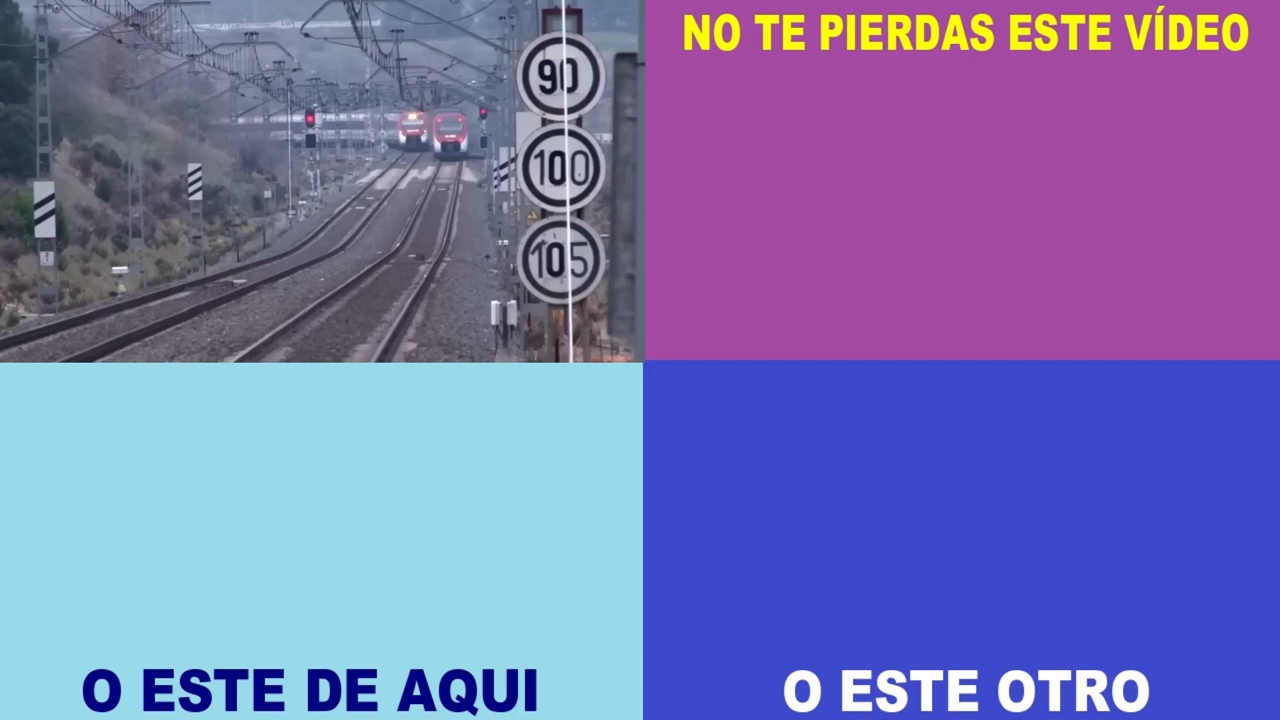 90
100
105
NO TE PIERDAS ESTE VÍDEO
O ESTE DE AQUI
O ESTE OTRO